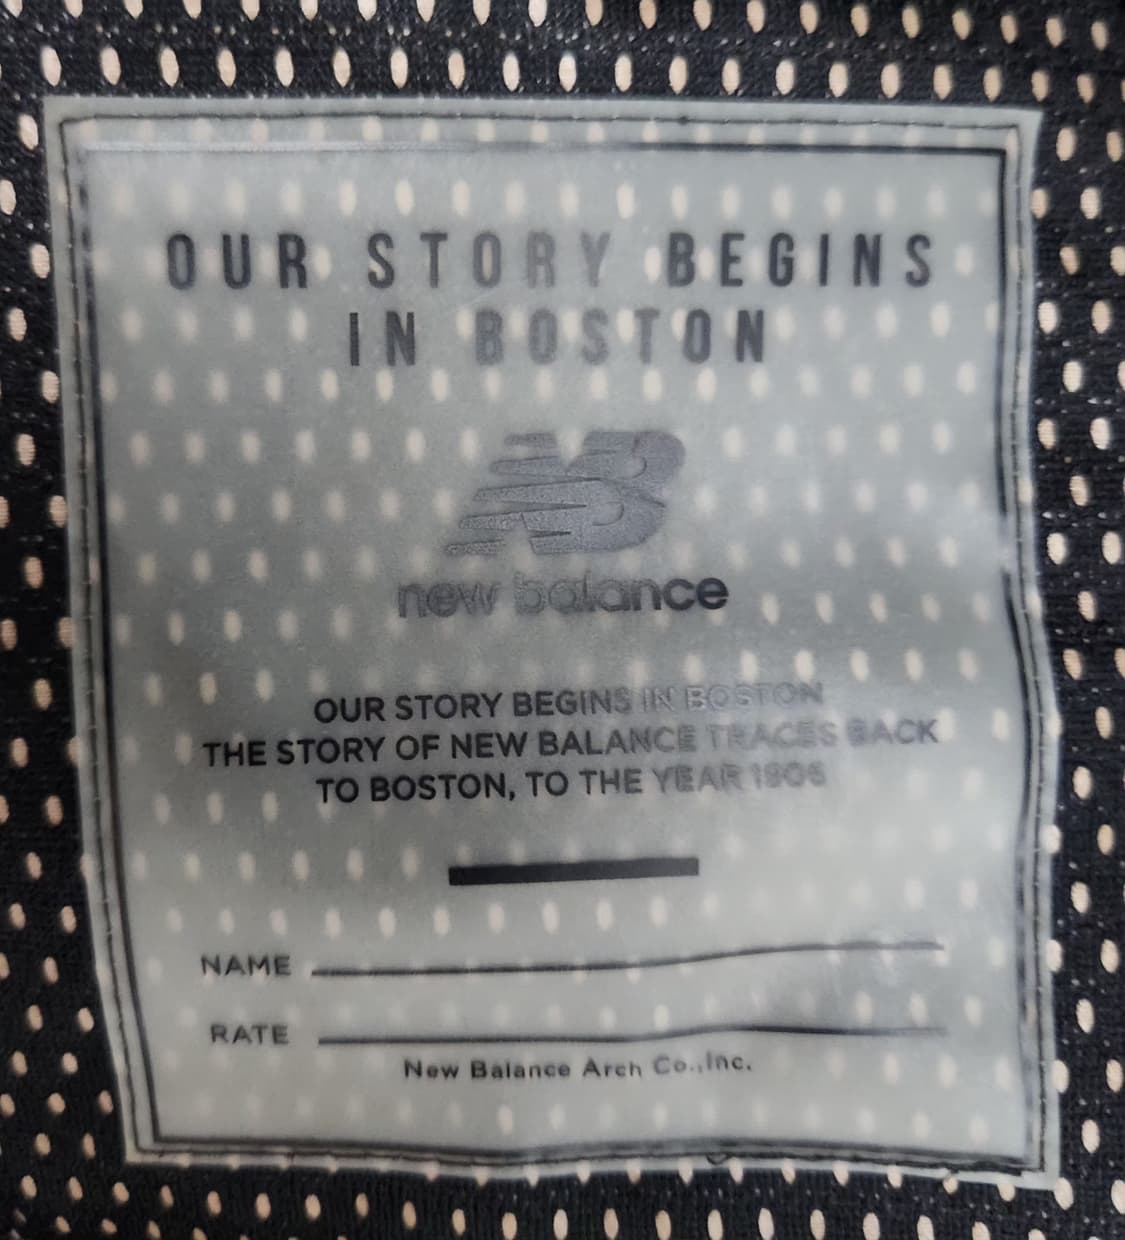 OUR STORY BEGINS
IN BOSTON
NB
new balance
OUR STORY BEGINS IN BOSTON
THE STORY OF NEW BALANCE TRACES BACK
TO BOSTON, TO THE YEAR 1906
NAME
RATE
New Balance Arch Co.,Inc.